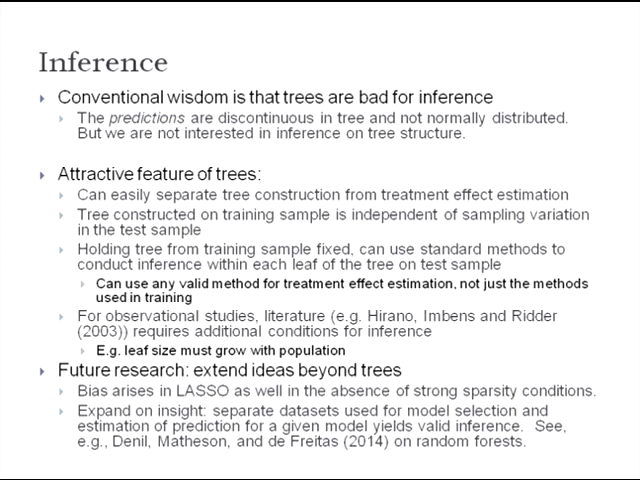 Inference
Conventional wisdom is that trees are bad for inference
The predictions are discontinuous in tree and not normally distributed.
But we are not interested in inference on tree structure.
Attractive feature of trees:
Can easily separate tree construction from treatment effect estimation
Tree constructed on training sample is independent of sampling variation
in the test sample
Holding tree from training sample fixed, can use standard methods to
conduct inference within each leaf of the tree on test sample
Can use any valid method for treatment effect estimation, not just the methods
used in training
For observational studies, literature (e.g. Hirano, Imbens and Ridder
(2003)) requires additional conditions for inference
E.g. leaf size must grow with population
Future research: extend ideas beyond trees
Bias arises in LASSO as well in the absence of strong sparsity conditions.
Expand on insight: separate datasets used for model selection and
estimation of prediction for a given model yields valid inference. See,
e.g., Denil, Matheson, and de Freitas (2014) on random forests.